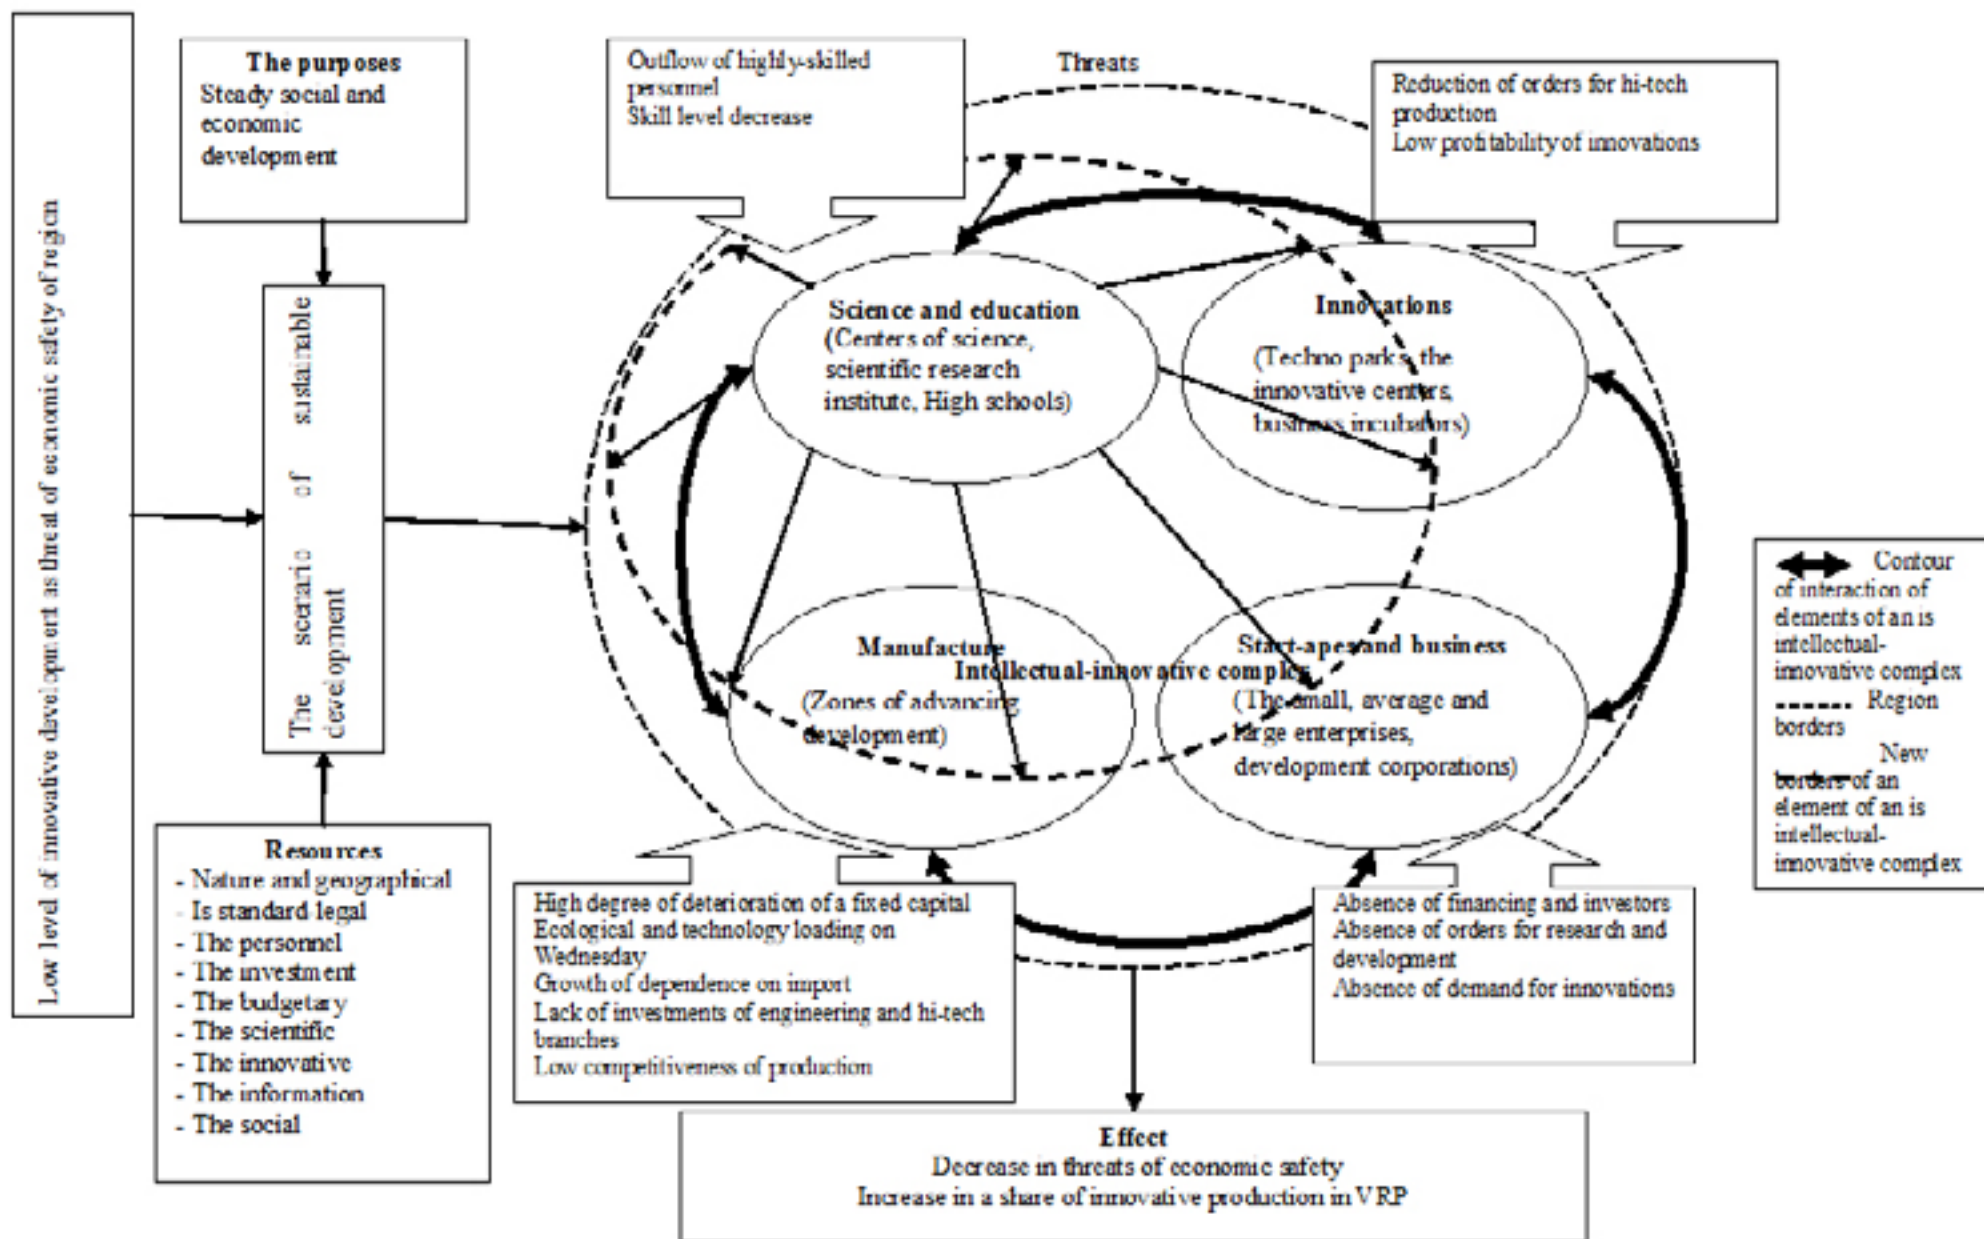 Low level of innovative development as threat of economic safety of region
The purposes
Steady social and
economic
development
The scenario of sustainable
development
Resources
- Nature and geographical
- Is standard-legal
- The personnel
- The investment
- The budgetary
- The scientific
- The innovative
- The information
- The social
Outflow of highly-skilled
personnel
Skill level decrease
Threats
Reduction of orders for hi-tech
production
Low profitability of innovations
Science and education
(Centers of science,
scientific research
institute, High schools)
Innovations
(Techno parks, the
innovative centers,
business incubators)
Manufacture
(Zones of advancing
development)
Intellectual-innovative complex
Start-apes and business
(The small, average and
large enterprises,
development corporations)
High degree of deterioration of a fixed capital
Ecological and technology loading on
Wednesday
Growth of dependence on import
Lack of investments of engineering and hi-tech
branches
Low competitiveness of production
Absence of financing and investors
Absence of orders for research and
development
Absence of demand for innovations
Effect
Decrease in threats of economic safety
Increase in a share of innovative production in VRP
Contour
of interaction of
elements of an is
intellectual-
innovative complex
Region
borders
New
borders of an
element of an is
intellectual-
innovative complex